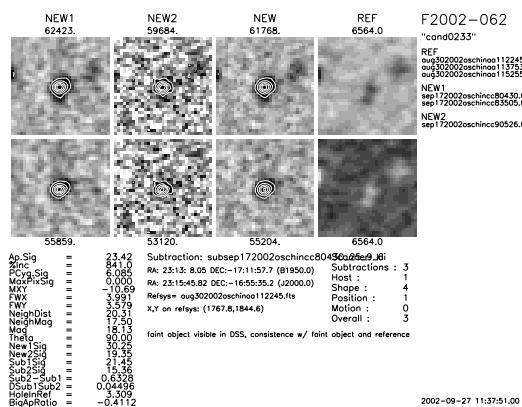 NEW1 NEW2 NEW REF
62423. 59684. 61768. 6564.0
55859. 53120. 55204. 6564.0
F2002-062
"cand0233"
REF
aug302002oschinaa112245
aug302002oschinaa113753
aug302002oschinaa115255
NEW1
sep172002oschincc80430.
sep172002oschincc83505.
NEW2
sep172002oschincc90526.
Ap.Sig = 23.42
%Inc = 841.0
PCyg.Sig = 6.085
MaxPixSig = 0.000
MXY = -10.69
FWX = 3.991
FWY = 3.579
NeighDist = 20.31
NeighMag = 17.50
Mag = 18.13
Theta = 90.00
New1Sig = 30.25
New2Sig = 19.35
Sub1Sig = 21.45
Sub2Sig = 15.36
Sub2-Sub1 = 0.6328
DSub1Sub2 = 0.04496
HoleInRef = 3.309
BigApRatio = -0.4112
Subtraction: subsep172002oschincc80430
RA: 23:13: 8.05 DEC:-17:11:57.7 (B1950.0)
RA: 23:15:45.82 DEC:-16:55:35.2 (J2000.0)
Refsys= aug302002oschinaa112245.fts
X,Y on refsys: (1767.8,1844.6)
Subtractions : 3
Host : 1
Shape : 4
Position : 1
Motion : 0
Overall : 3
faint object visible in DSS, consistence w/ faint object and reference
2002-09-27 11:37:51.00